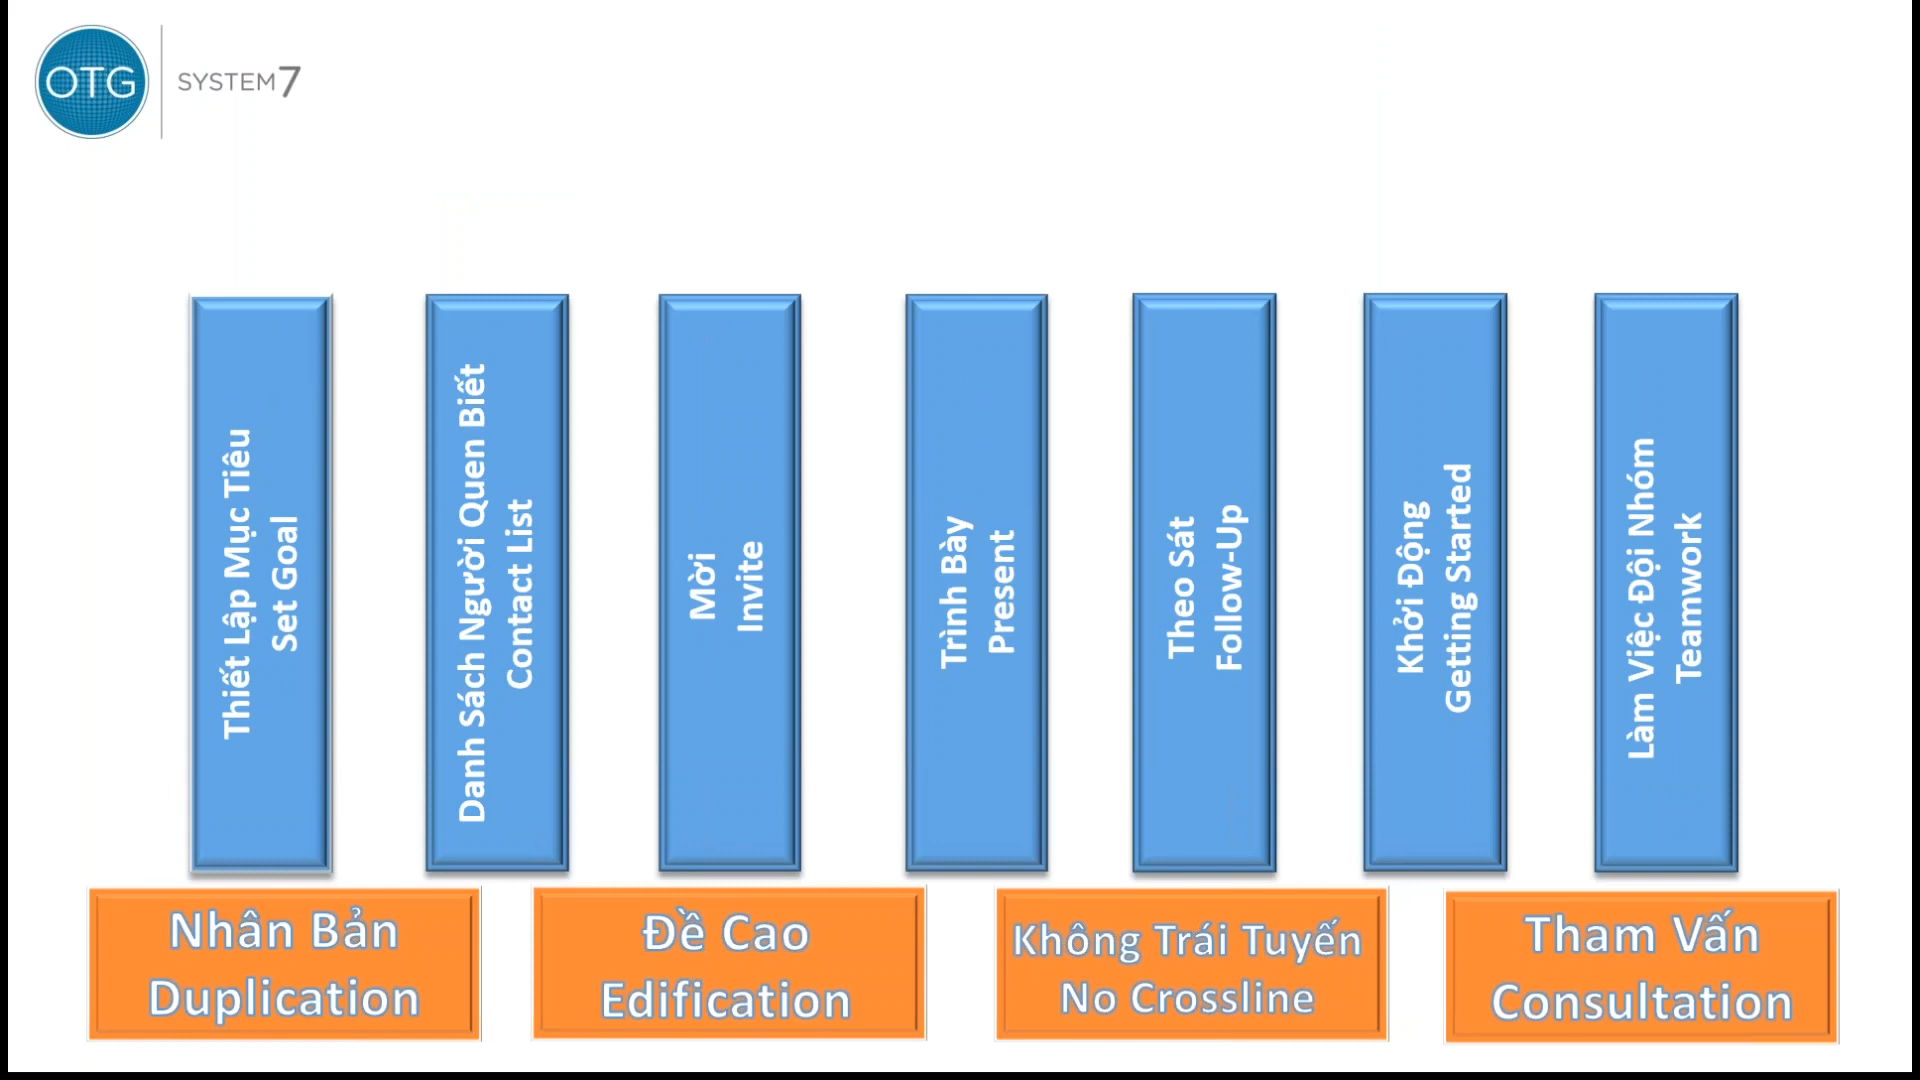 OTG
SYSTEM7
Thiết Lập Mục Tiêu
Set Goal
Danh Sách Người Quen Biết
Contact List
Mời
Invite
Trình Bày
Present
Theo Sát
Follow-Up
Khởi Động
Getting Started
Làm Việc Đội Nhóm
Teamwork
Nhân Bản
Duplication
Đề Cao
Edification
Không Trái Tuyến
No Crossline
Tham Vấn
Consultation